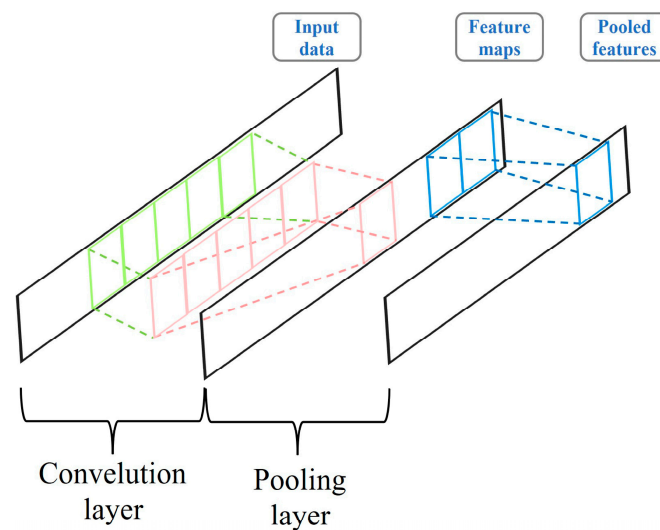 Input
data
Feature
maps
Pooled
features
Convelution
layer
Pooling
layer